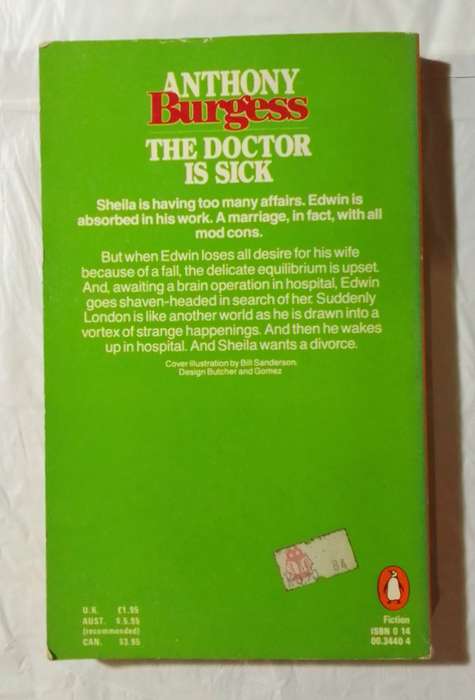 ANTHONY
Burgess
THE DOCTOR
IS SICK
Sheila is having too many affairs. Edwin is
absorbed in his work. A marriage, in fact, with all
mod cons.
But when Edwin loses all desire for his wife
because of a fall, the delicate equilibrium is upset.
And, awaiting a brain operation in hospital, Edwin
goes shaven-headed in search of her. Suddenly
London is like another world as he is drawn into a
vortex of strange happenings. And then he wakes
up in hospital. And Sheila wants a divorce.
Cover illustration by Bill Sanderson.
Design Butcher and Gomez
84
U.K. £1.95
AUST. $5.95
(recommended)
CAN. $3.95
Fiction
ISBN 0 14
00.3440 4